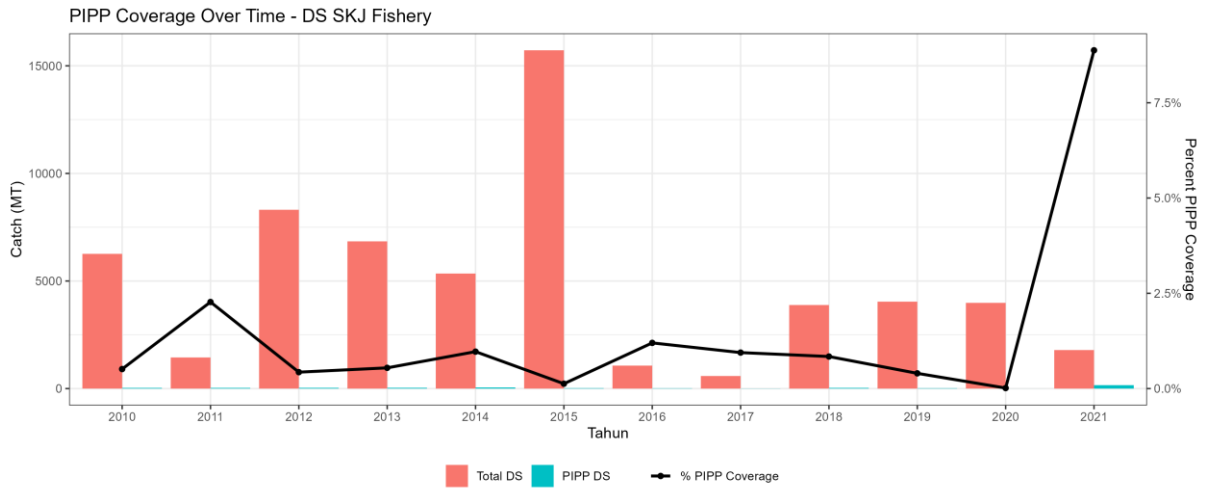 PIPP Coverage Over Time - DS SKJ Fishery
15000
10000
5000
0
Catch (MT)
7.5%
5.0%
2.5%
0.0%
Percent PIPP Coverage
2010 2011 2012 2013 2014 2015 2016 2017 2018 2019 2020 2021
Tahun
Total DS PIPP DS % PIPP Coverage